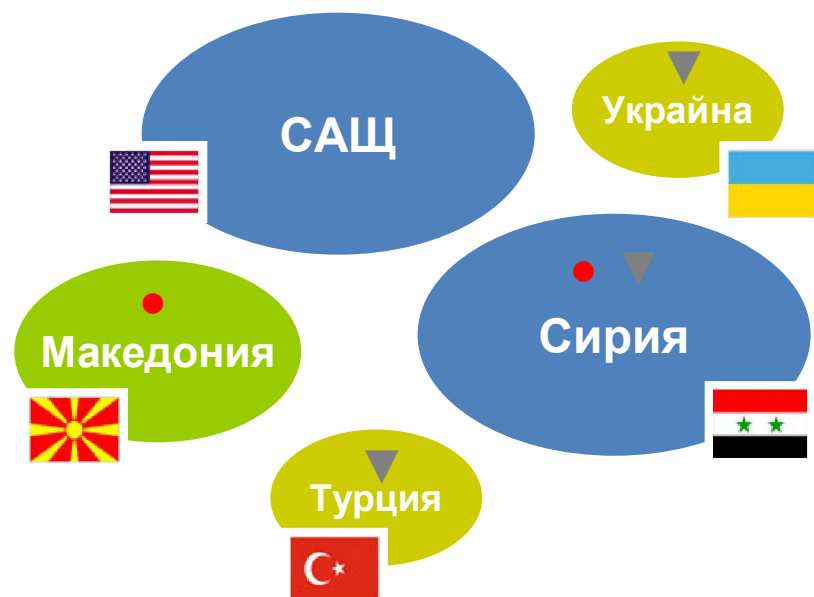 САЩ
Украйна
Сирия
Македония
Турция